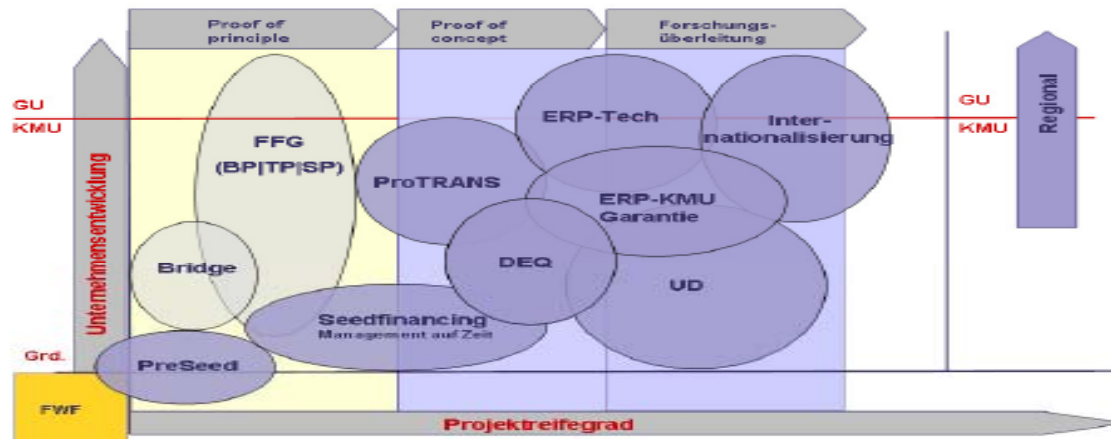 Proof of
principle
Proof of
concept
Forschungs-
überleitung
GU
KMU
Unternehmensentwicklung
FFG
(BP|TP|SP)
ProTRANS
ERP-Tech
Inter-
nationalisierung
ERP-KMU
Garantie
GU
KMU
Regional
Bridge
DEQ
UD
Seedfinancing
Management auf Zeit
Grd.
PreSeed
FWF
Projektreifegrad